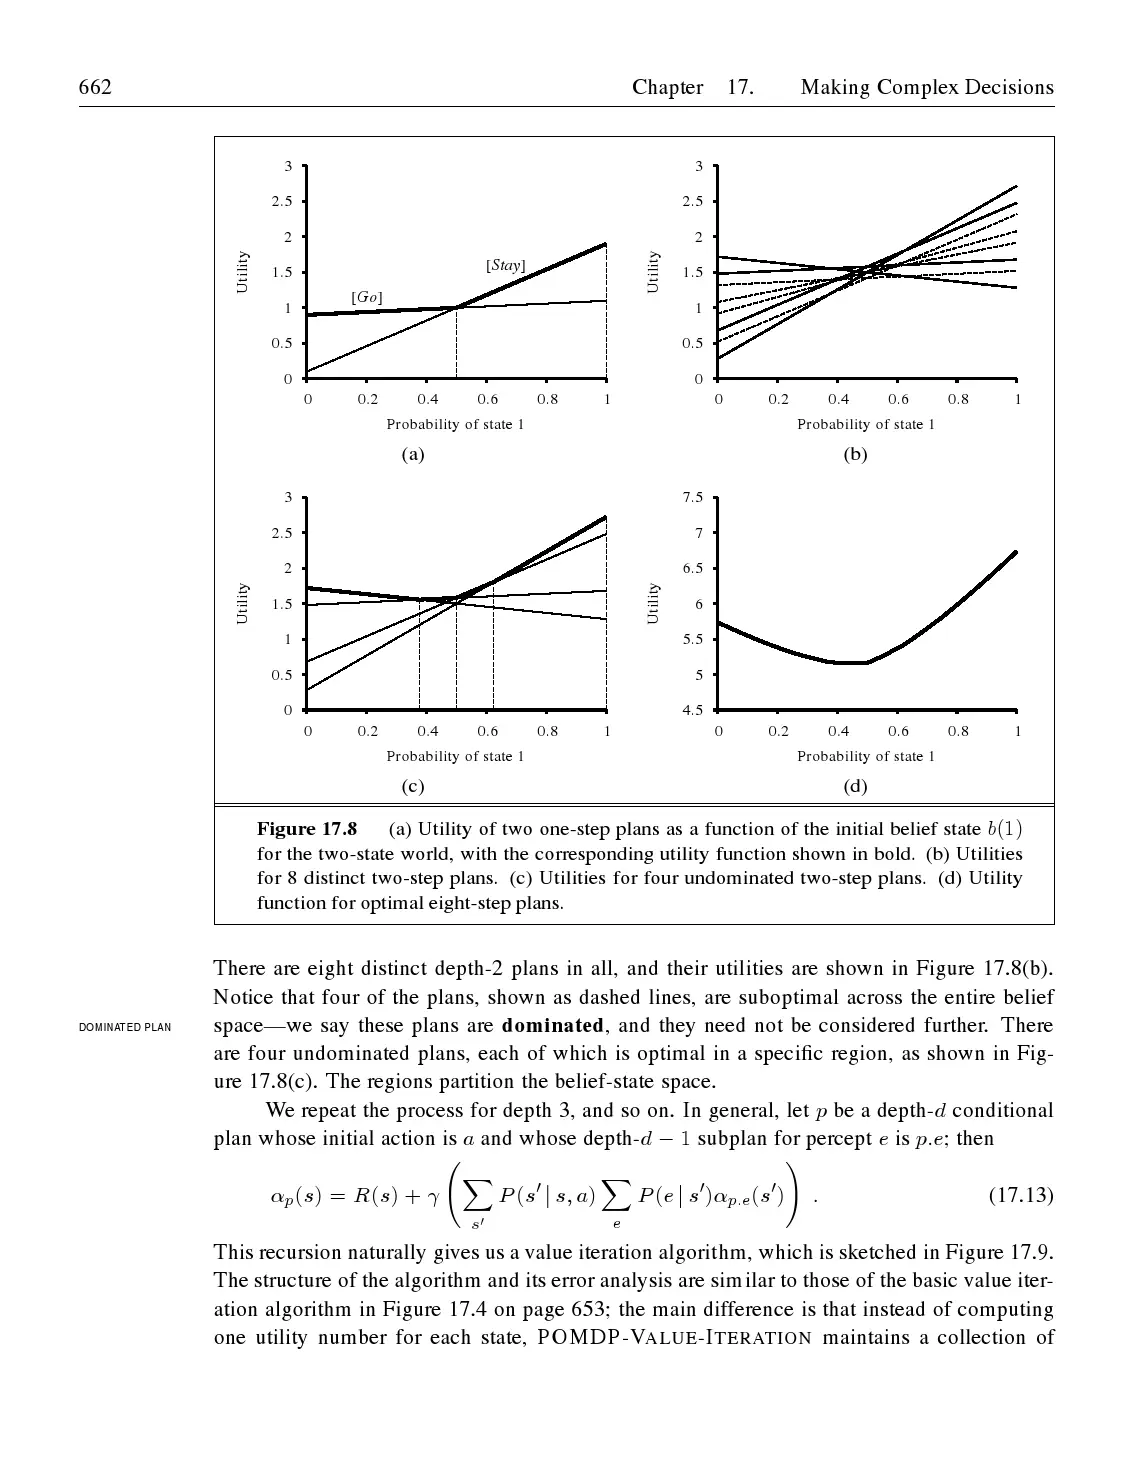 662 Chapter 17. Making Complex Decisions
3
2.5
2
1.5
1
0.5
0
Utility
[Stay]
[Go]
0 0.2 0.4 0.6 0.8 1
Probability of state 1
(a)
3
2.5
2
1.5
1
0.5
0
Utility
0 0.2 0.4 0.6 0.8 1
Probability of state 1
(b)
3
2.5
2
1.5
1
0.5
0
Utility
0 0.2 0.4 0.6 0.8 1
Probability of state 1
(c)
7.5
7
6.5
6
5.5
5
4.5
Utility
0 0.2 0.4 0.6 0.8 1
Probability of state 1
(d)
Figure 17.8 (a) Utility of two one-step plans as a function of the initial belief state b(1)
for the two-state world, with the corresponding utility function shown in bold. (b) Utilities
for 8 distinct two-step plans. (c) Utilities for four undominated two-step plans. (d) Utility
function for optimal eight-step plans.
There are eight distinct depth-2 plans in all, and their utilities are shown in Figure 17.8(b).
Notice that four of the plans, shown as dashed lines, are suboptimal across the entire belief
DOMINATED PLAN
space—we say these plans are dominated, and they need not be considered further. There
are four undominated plans, each of which is optimal in a specific region, as shown in Fig-
ure 17.8(c). The regions partition the belief-state space.
We repeat the process for depth 3, and so on. In general, let p be a depth-d conditional
plan whose initial action is a and whose depth-d − 1 subplan for percept e is p.e; then
αp(s) = R(s) + γ ( ∑s′ P(s′ | s, a) ∑e P(e | s′)αp.e(s′) ) . (17.13)
This recursion naturally gives us a value iteration algorithm, which is sketched in Figure 17.9.
The structure of the algorithm and its error analysis are similar to those of the basic value iter-
ation algorithm in Figure 17.4 on page 653; the main difference is that instead of computing
one utility number for each state, POMDP-VALUE-ITERATION maintains a collection of